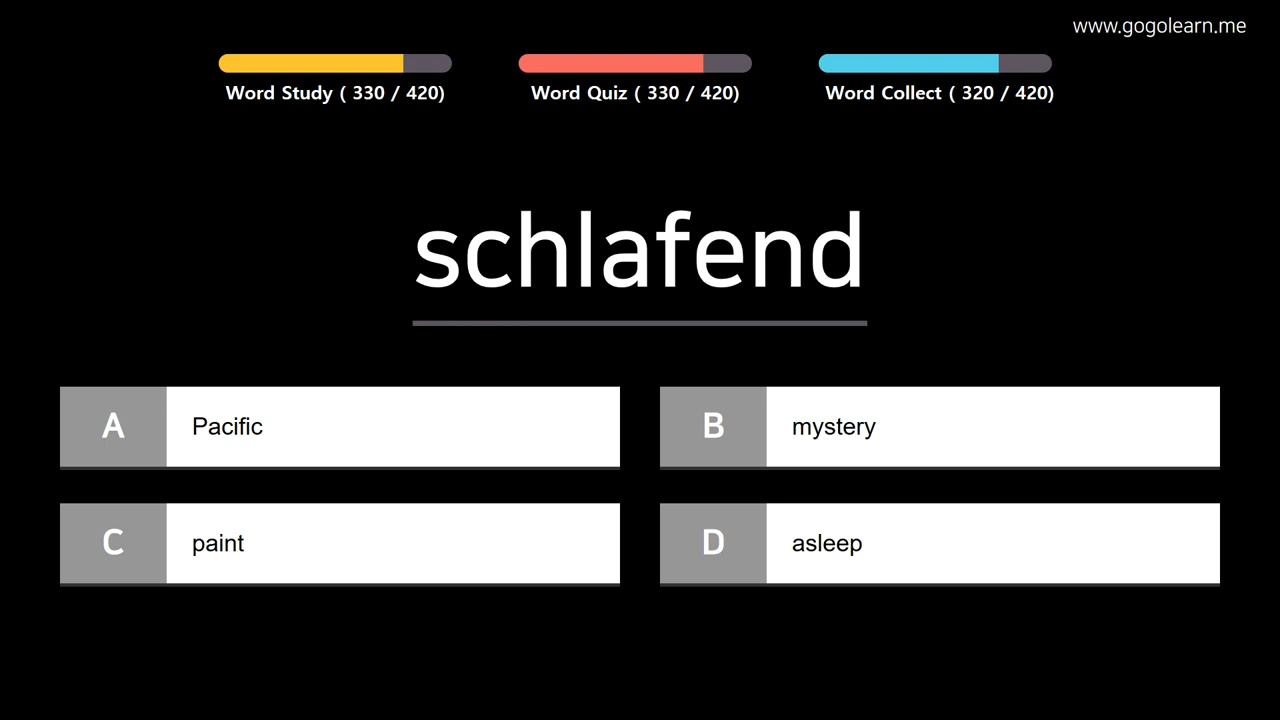 www.gogolearn.me
Word Study ( 330 / 420)
Word Quiz ( 330 / 420)
Word Collect ( 320 / 420)
schlafend
A Pacific
B mystery
C paint
D asleep